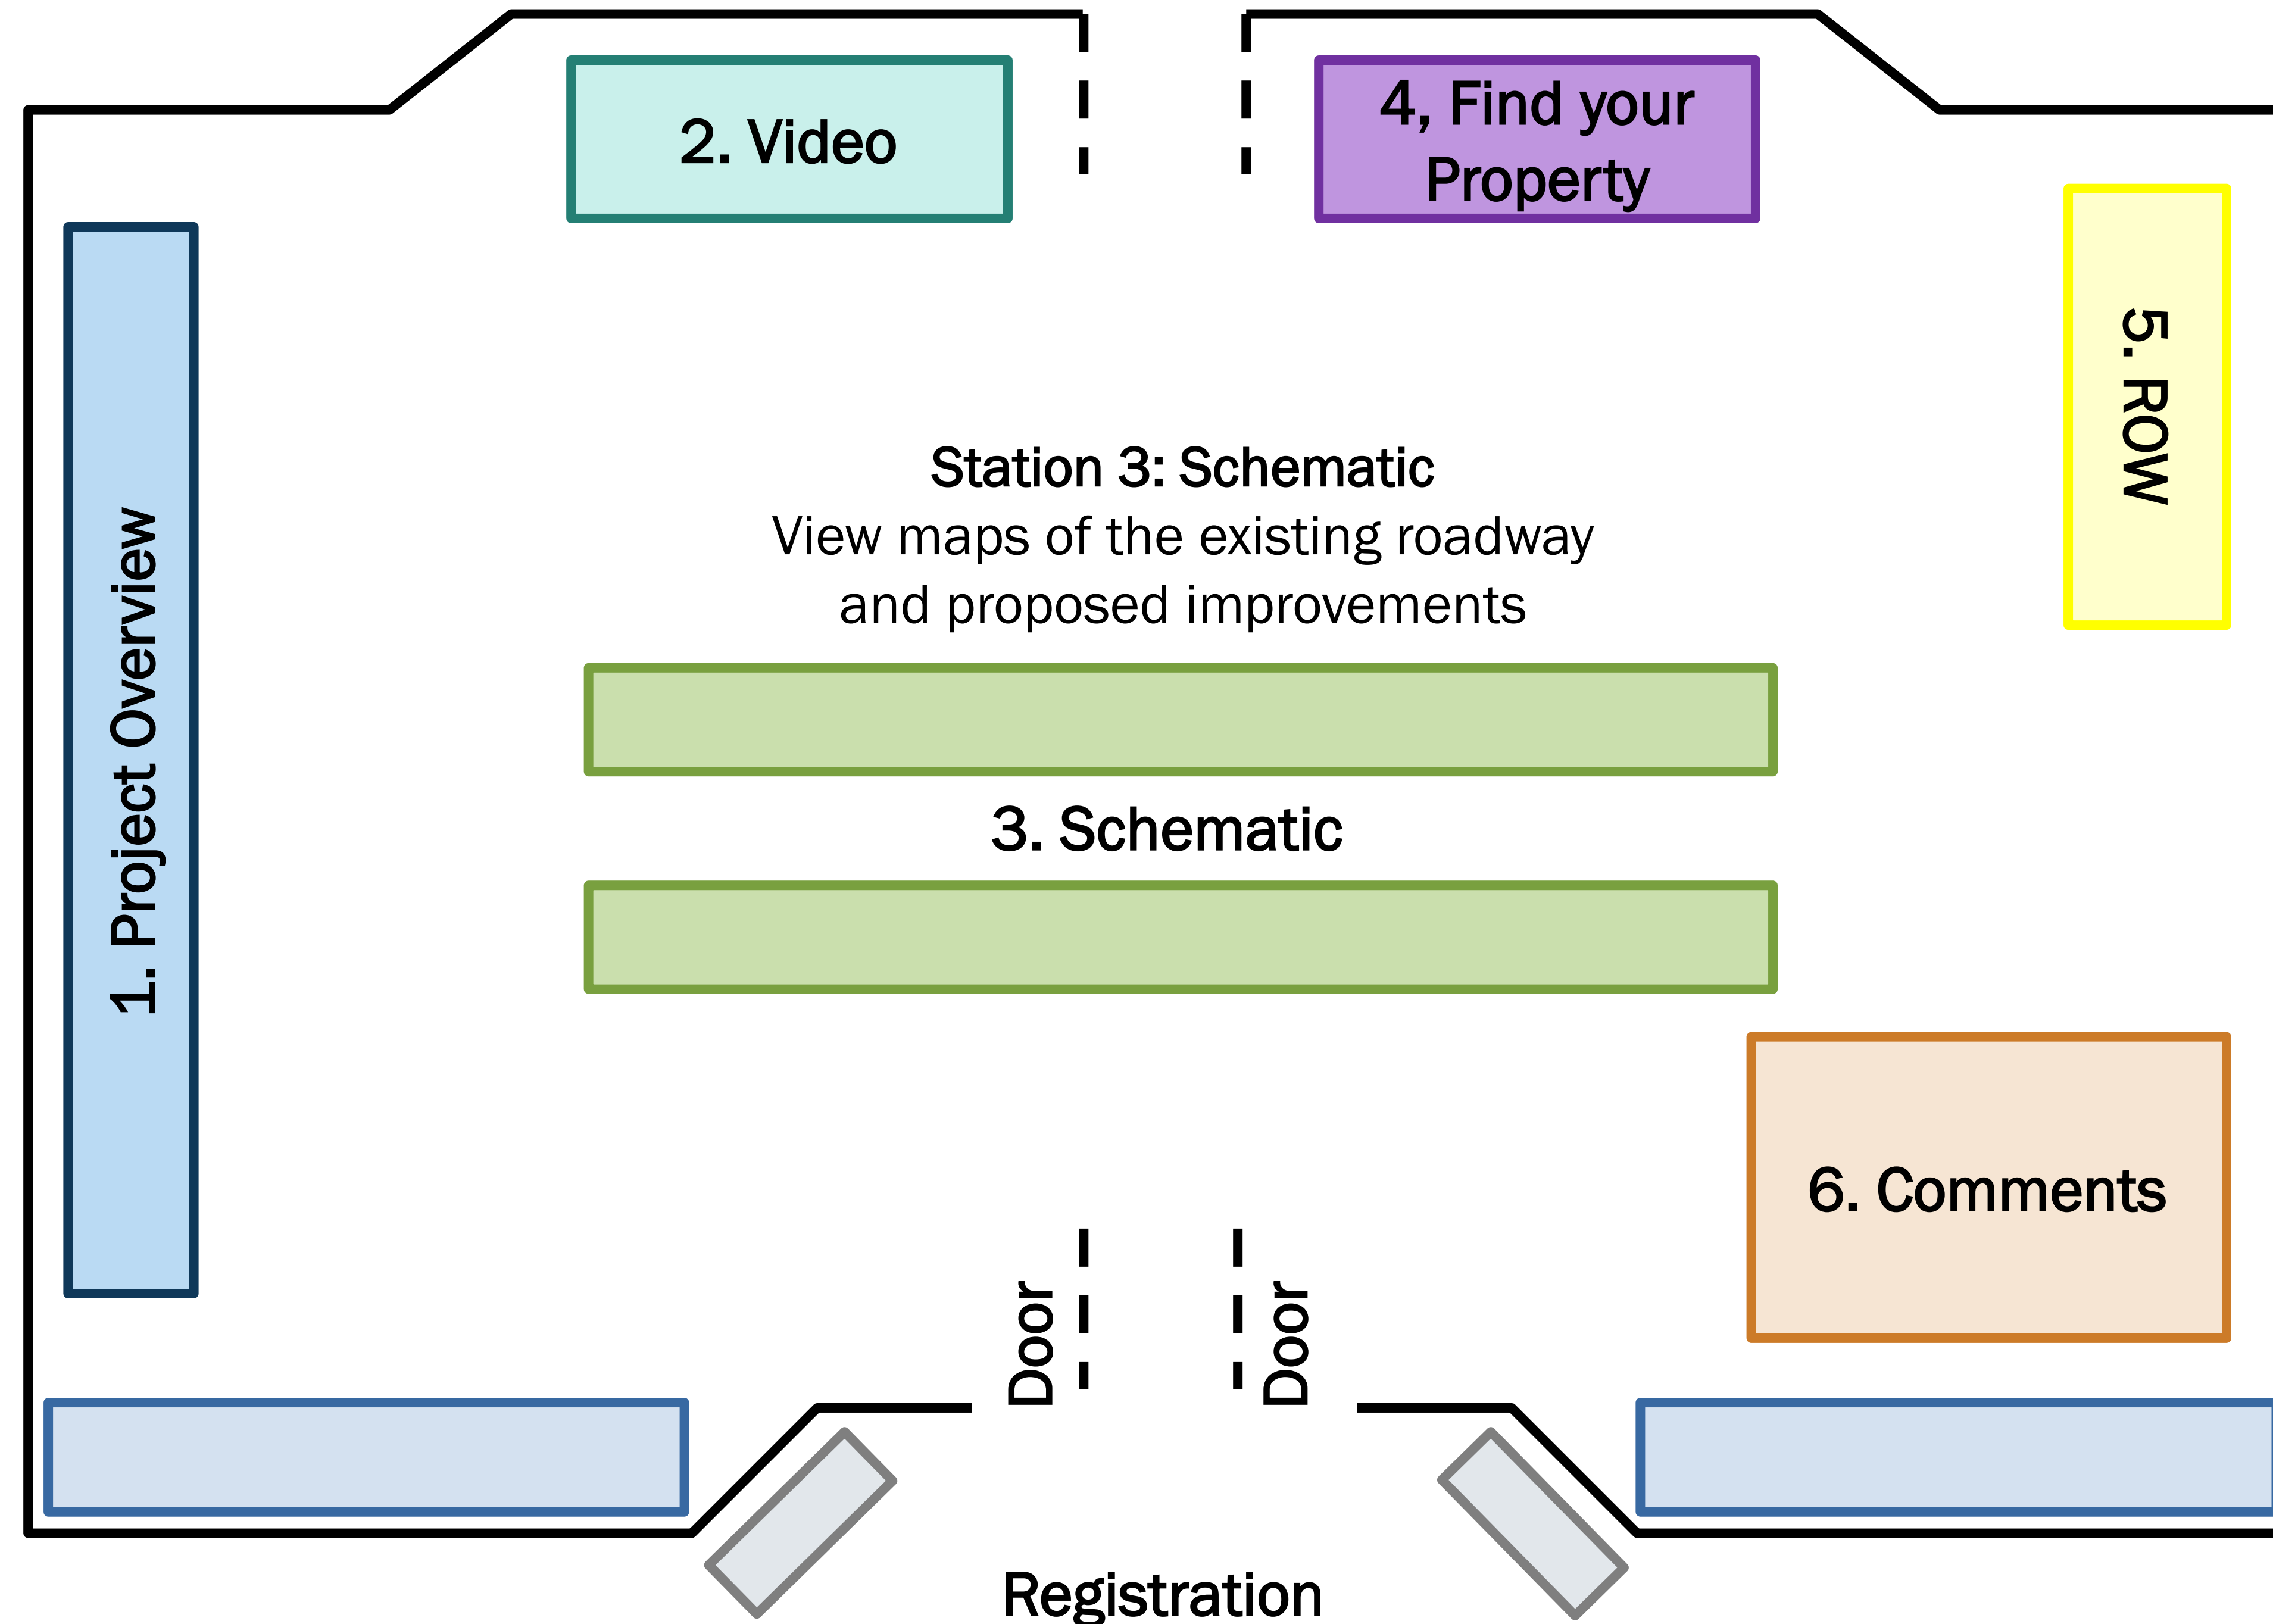 2. Video
4, Find your
Property
5. ROW
1. Project Overview
Station 3: Schematic
View maps of the existing roadway
and proposed improvements
3. Schematic
6. Comments
Door
Door
Registration